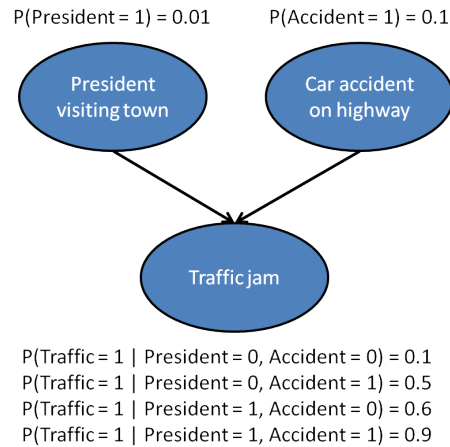 P(President = 1) = 0.01
P(Accident = 1) = 0.1
President
visiting town
Car accident
on highway
Traffic jam
P(Traffic = 1 | President = 0, Accident = 0) = 0.1
P(Traffic = 1 | President = 0, Accident = 1) = 0.5
P(Traffic = 1 | President = 1, Accident = 0) = 0.6
P(Traffic = 1 | President = 1, Accident = 1) = 0.9